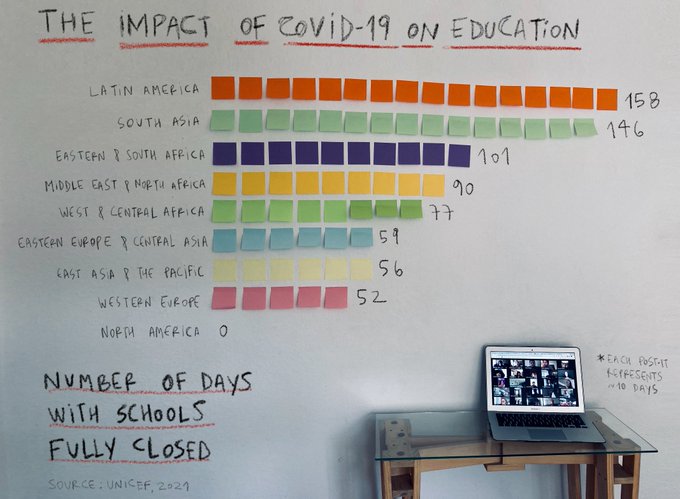 THE IMPACT OF COVID-19 ON EDUCATION
LATIN AMERICA 158
SOUTH ASIA 146
EASTERN & SOUTH AFRICA 101
MIDDLE EAST & NORTH AFRICA 90
WEST & CENTRAL AFRICA 77
EASTERN EUROPE & CENTRAL ASIA 59
EAST ASIA & THE PACIFIC 56
WESTERN EUROPE 52
NORTH AMERICA 0
*EACH POST-IT
REPRESENTS
~10 DAYS
NUMBER OF DAYS
WITH SCHOOLS
FULLY CLOSED
SOURCE: UNICEF, 2021